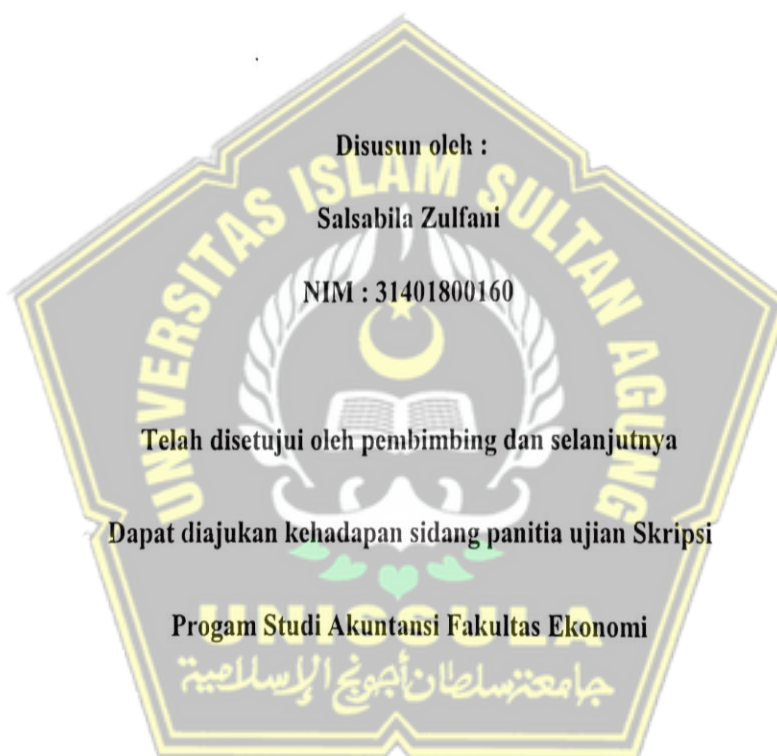 Disusun oleh :
UNIVERSITAS ISLAM SULTAN AGUNG
Salsabila Zulfani
NIM : 31401800160
Telah disetujui oleh pembimbing dan selanjutnya
Dapat diajukan kehadapan sidang panitia ujian Skripsi
Progam Studi Akuntansi Fakultas Ekonomi
UNISSULA
جامعة سلطان أجونج الإسلامية